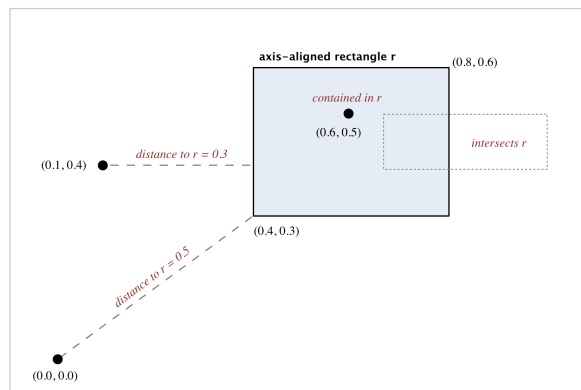 axis-aligned rectangle r
(0.8, 0.6)
contained in r
(0.6, 0.5)
intersects r
distance to r = 0.3
(0.1, 0.4)
(0.4, 0.3)
distance to r = 0.5
(0.0, 0.0)